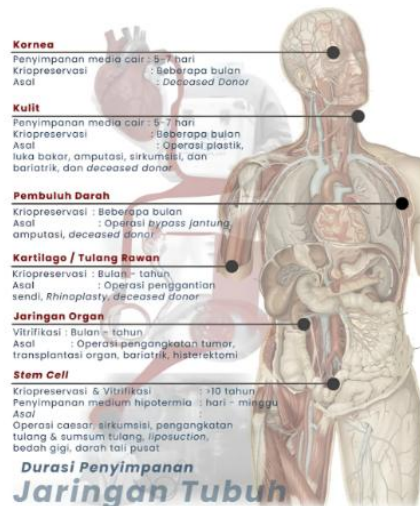 Kornea
Penyimpanan media cair : 5-7 hari
Kriopreservasi : Beberapa bulan
Asal : Deceased Donor
Kulit
Penyimpanan media cair : 5-7 hari
Kriopreservasi : Beberapa bulan
Asal : Operasi plastik,
luka bakar, amputasi, sirkumsisi, dan
bariatrik, dan deceased donor
Pembuluh Darah
Kriopreservasi : Beberapa bulan
Asal : Operasi bypass jantung,
amputasi, deceased donor
Kartilago / Tulang Rawan
Kriopreservasi : Bulan - tahun
Asal : Operasi penggantian
sendi, Rhinoplasty, deceased donor
Jaringan Organ
Vitrifikasi : Bulan - tahun
Asal : Operasi pengangkatan tumor,
transplantasi organ, bariatrik, histerektomi
Stem Cell
Kriopreservasi & Vitrifikasi : >10 tahun
Penyimpanan medium hipotermia : hari - minggu
Asal :
Operasi caesar, sirkumsisi, pengangkatan
tulang & sumsum tulang, liposuction,
bedah gigi, darah tali pusat
Durasi Penyimpanan
Jaringan Tubuh